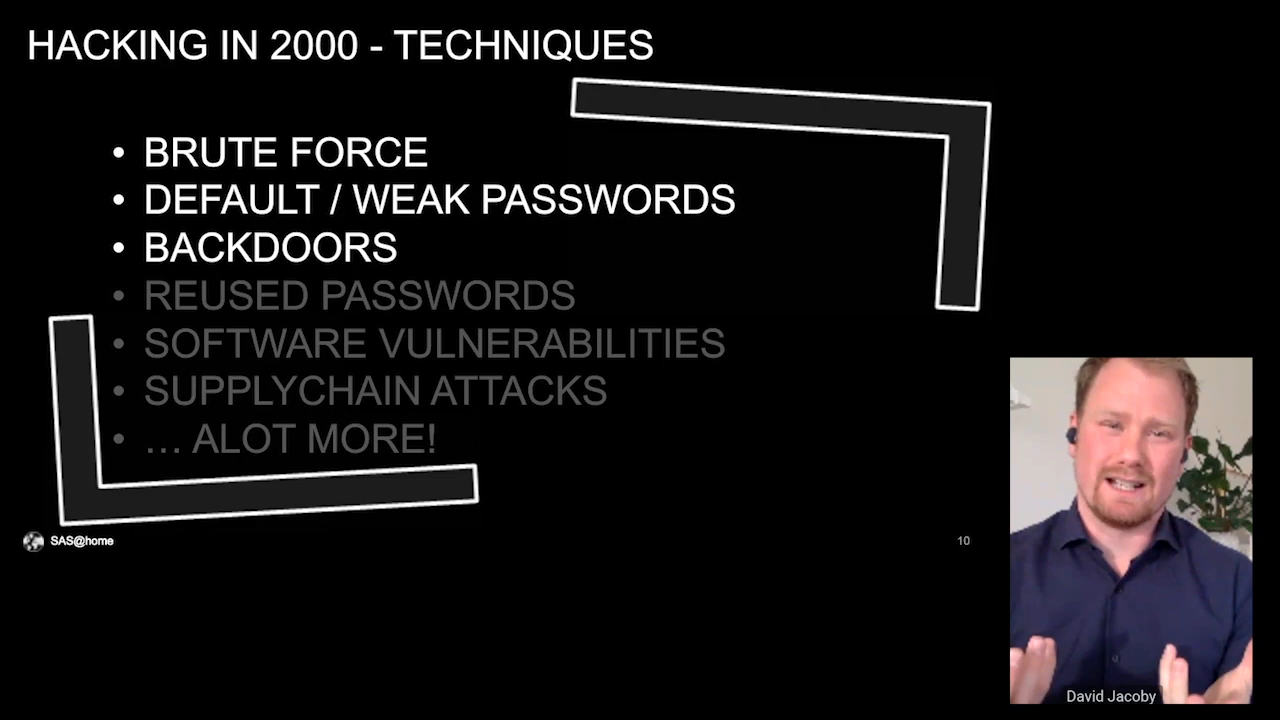 HACKING IN 2000 - TECHNIQUES
• BRUTE FORCE
• DEFAULT / WEAK PASSWORDS
• BACKDOORS
• REUSED PASSWORDS
• SOFTWARE VULNERABILITIES
• SUPPLYCHAIN ATTACKS
• … ALOT MORE!
SAS@home
10
David Jacoby